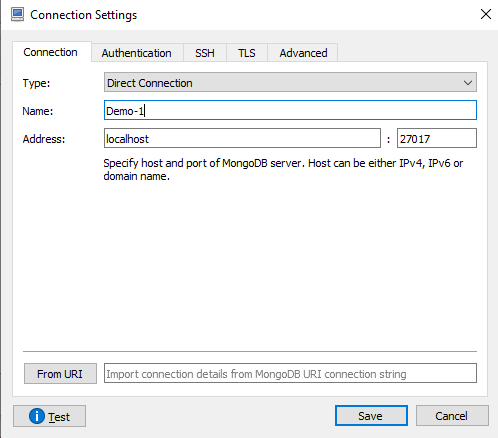 Connection Settings
Connection Authentication SSH TLS Advanced
Type: Direct Connection
Name: Demo-1
Address: localhost : 27017
Specify host and port of MongoDB server. Host can be either IPv4, IPv6 or
domain name.
From URI Import connection details from MongoDB URI connection string
Test Save Cancel